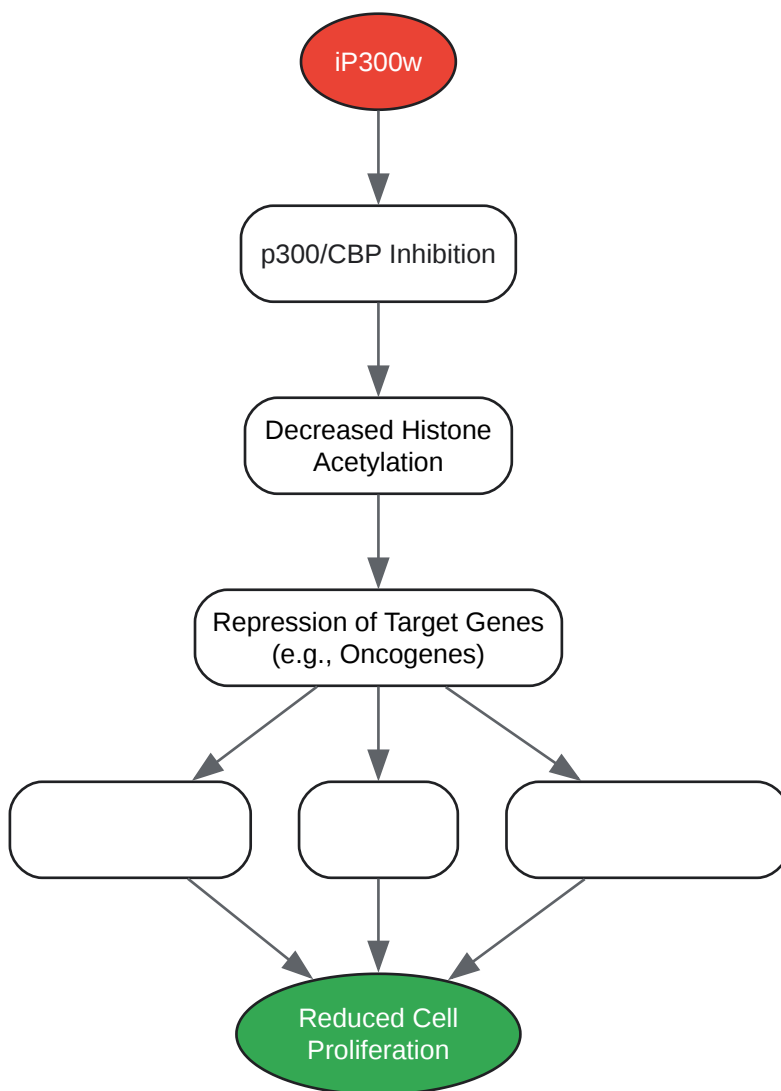 iP300w
p300/CBP Inhibition
Decreased Histone
Acetylation
Repression of Target Genes
(e.g., Oncogenes)
Reduced Cell
Proliferation